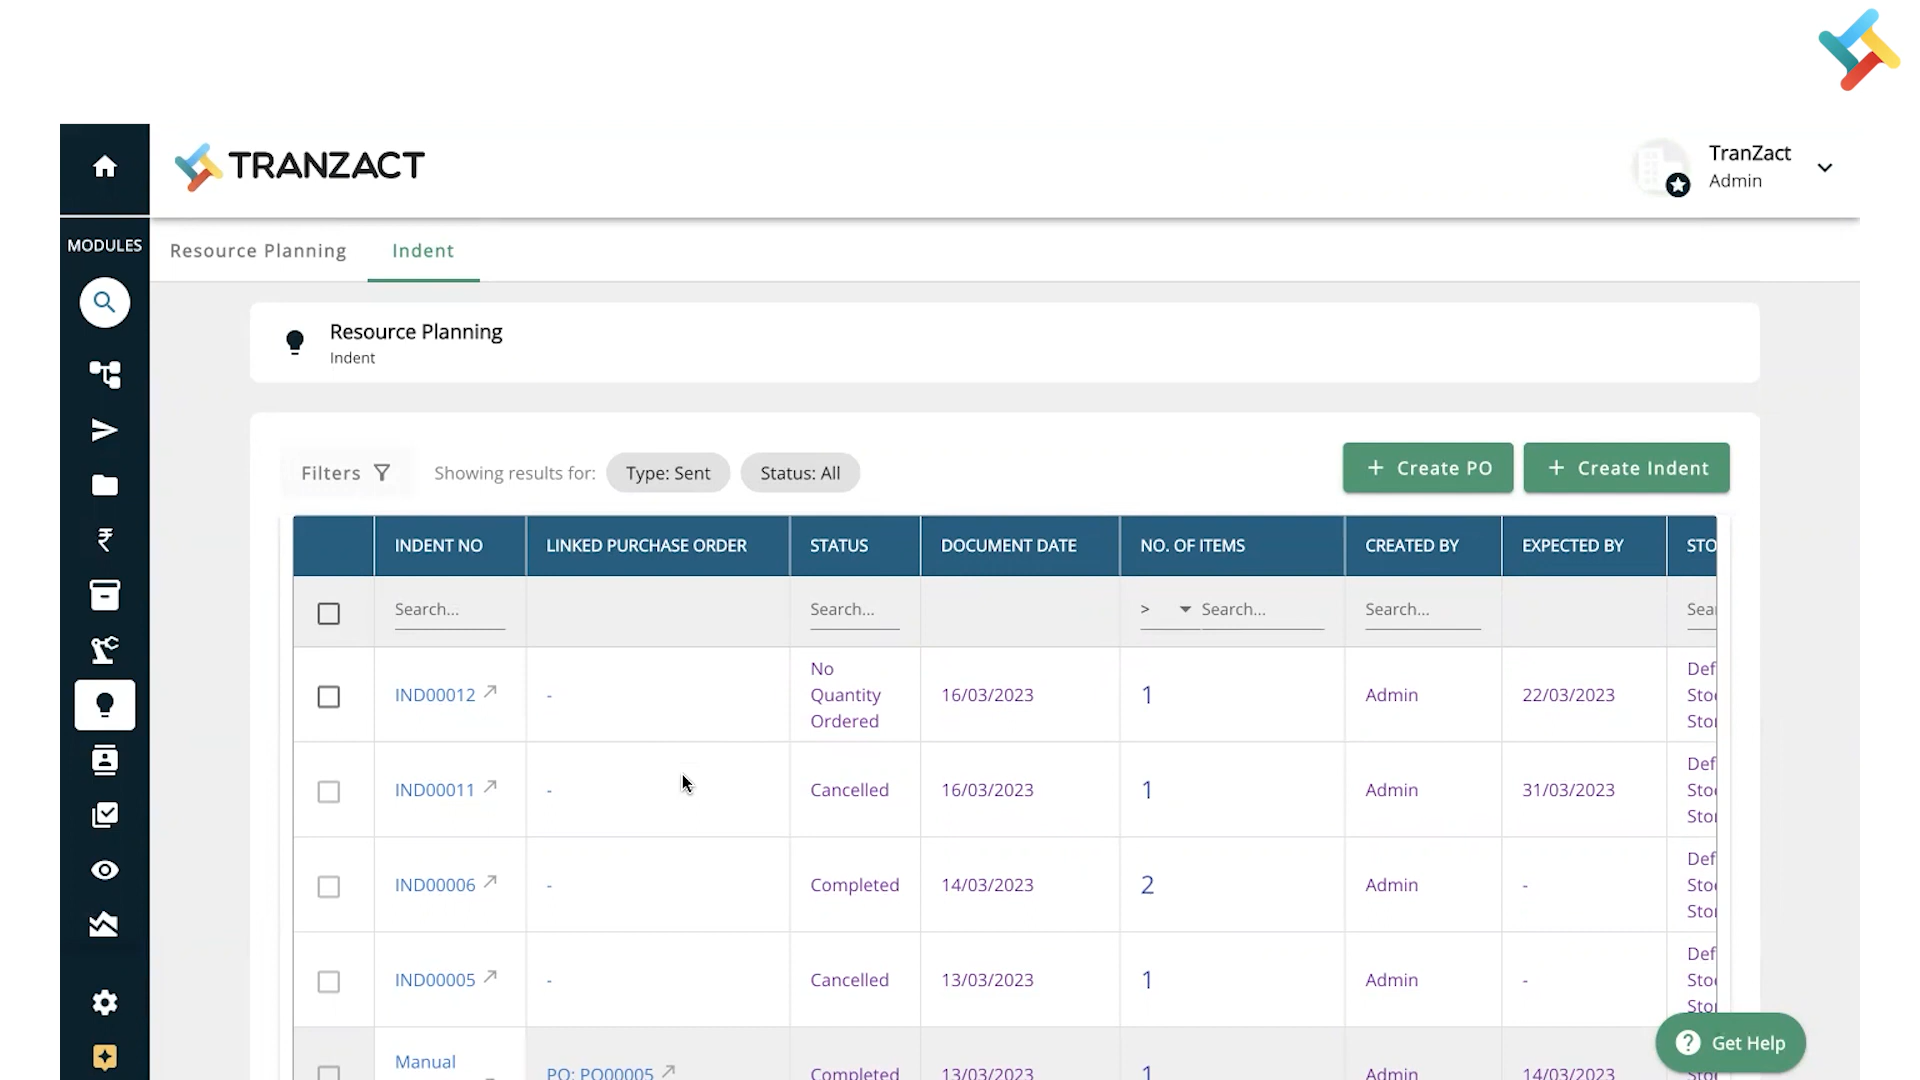 TRANZACT
TranZact
Admin
MODULES
Resource Planning
Indent
Resource Planning
Indent
Filters
Showing results for:
Type: Sent
Status: All
+ Create PO
+ Create Indent
INDENT NO
LINKED PURCHASE ORDER
STATUS
DOCUMENT DATE
NO. OF ITEMS
CREATED BY
EXPECTED BY
STO
Search...
Search...
>
Search...
Search...
Sea
IND00012
-
No
Quantity
Ordered
16/03/2023
1
Admin
22/03/2023
Def
Sto
Sto
IND00011
-
Cancelled
16/03/2023
1
Admin
31/03/2023
Def
Sto
Sto
IND00006
-
Completed
14/03/2023
2
Admin
-
Def
Sto
Sto
IND00005
-
Cancelled
13/03/2023
1
Admin
-
Def
Sto
Sto
Manual
PO: PO00005
Completed
13/03/2023
1
Admin
14/03/2023
? Get Help